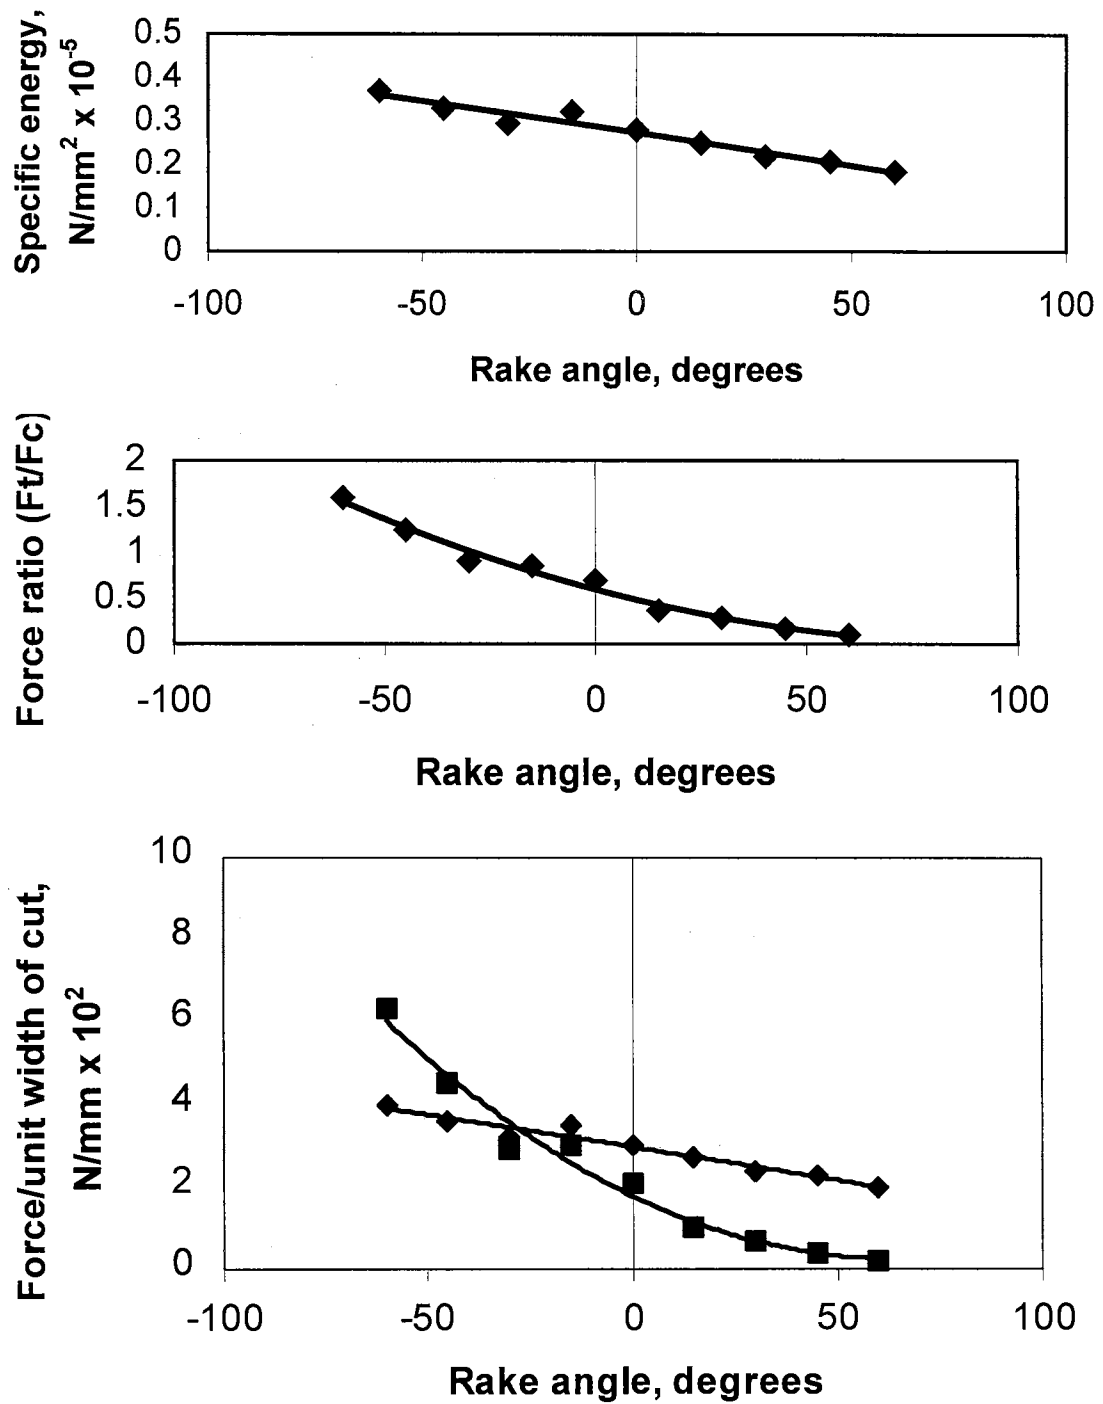 Specific energy,
N/mm² x 10⁻⁵
0.5
0.4
0.3
0.2
0.1
0
-100 -50 0 50 100
Rake angle, degrees
Force ratio (Ft/Fc)
2
1.5
1
0.5
0
-100 -50 0 50 100
Rake angle, degrees
Force/unit width of cut,
N/mm x 10²
10
8
6
4
2
0
-100 -50 0 50 100
Rake angle, degrees